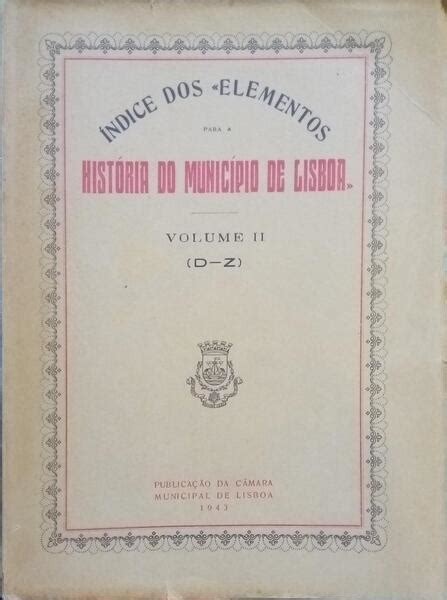 ÍNDICE DOS «ELEMENTOS
PARA A
HISTÓRIA DO MUNICÍPIO DE LISBOA»
VOLUME II
(D—Z)
PUBLICAÇÃO DA CÂMARA
MUNICIPAL DE LISBOA
1943